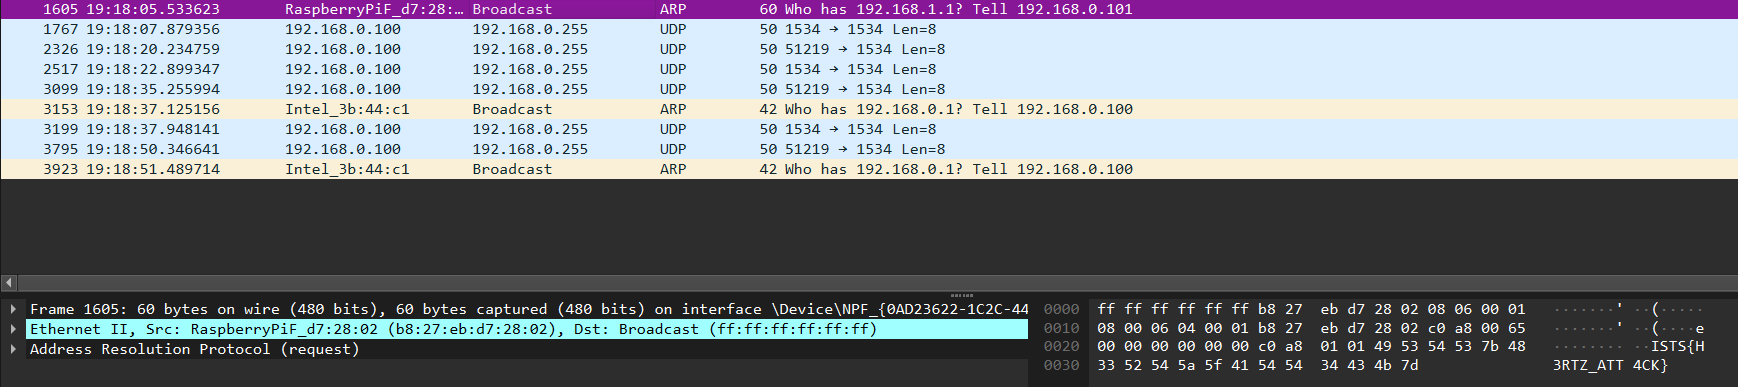 1605 19:18:05.533623 RaspberryPiF_d7:28:… Broadcast ARP 60 Who has 192.168.1.1? Tell 192.168.0.101
1767 19:18:07.879356 192.168.0.100 192.168.0.255 UDP 50 1534 → 1534 Len=8
2326 19:18:20.234759 192.168.0.100 192.168.0.255 UDP 50 51219 → 1534 Len=8
2517 19:18:22.899347 192.168.0.100 192.168.0.255 UDP 50 1534 → 1534 Len=8
3099 19:18:35.255994 192.168.0.100 192.168.0.255 UDP 50 51219 → 1534 Len=8
3153 19:18:37.125156 Intel_3b:44:c1 Broadcast ARP 42 Who has 192.168.0.1? Tell 192.168.0.100
3199 19:18:37.948141 192.168.0.100 192.168.0.255 UDP 50 1534 → 1534 Len=8
3795 19:18:50.346641 192.168.0.100 192.168.0.255 UDP 50 51219 → 1534 Len=8
3923 19:18:51.489714 Intel_3b:44:c1 Broadcast ARP 42 Who has 192.168.0.1? Tell 192.168.0.100
Frame 1605: 60 bytes on wire (480 bits), 60 bytes captured (480 bits) on interface \Device\NPF_{0AD23622-1C2C-44
Ethernet II, Src: RaspberryPiF_d7:28:02 (b8:27:eb:d7:28:02), Dst: Broadcast (ff:ff:ff:ff:ff:ff)
Address Resolution Protocol (request)
0000 ff ff ff ff ff ff b8 27 eb d7 28 02 08 06 00 01 ·······' ··(·····
0010 08 00 06 04 00 01 b8 27 eb d7 28 02 c0 a8 00 65 ·······' ··(····e
0020 00 00 00 00 00 00 c0 a8 01 01 49 53 54 53 7b 48 ········ ··ISTS{H
0030 33 52 54 5a 5f 41 54 54 34 43 4b 7d 3RTZ_ATT 4CK}